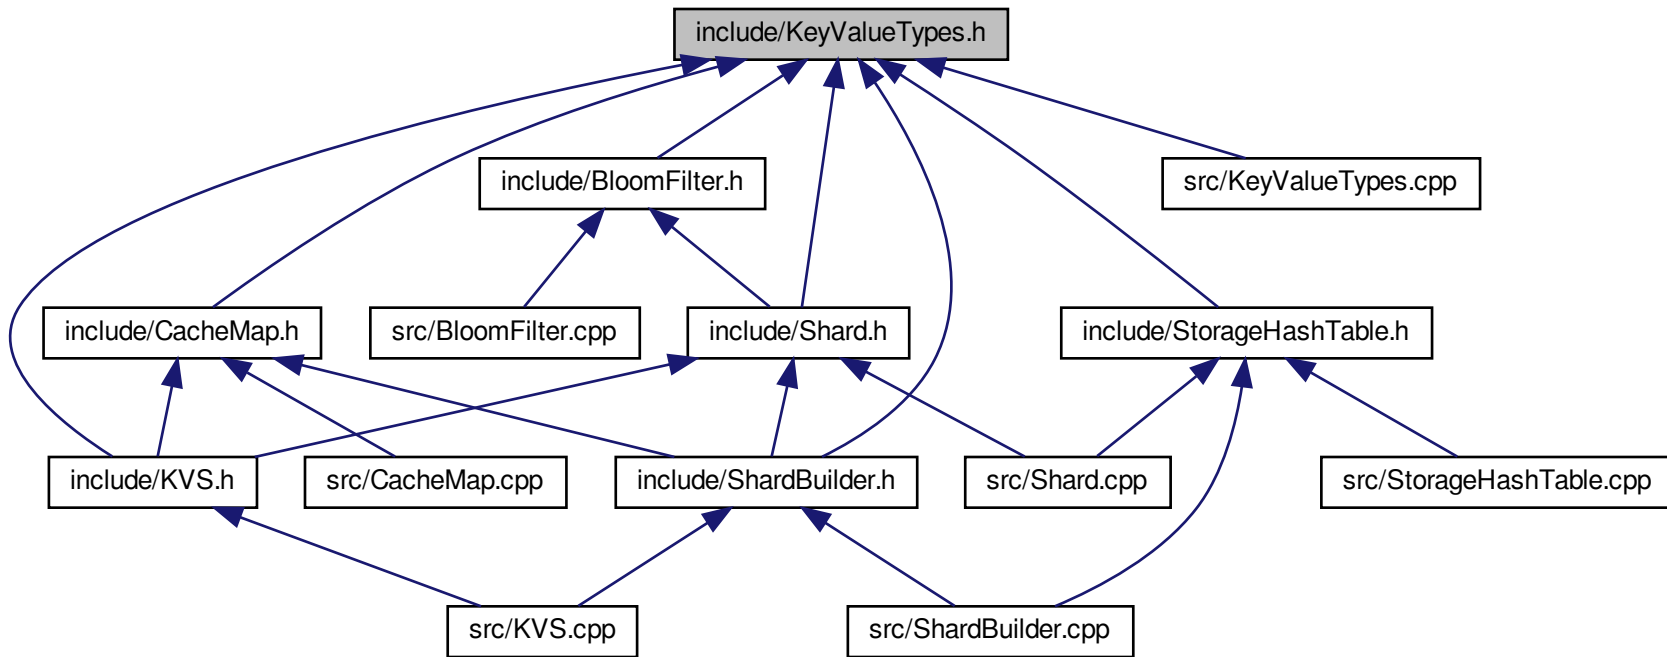 include/KeyValueTypes.h
include/BloomFilter.h
src/KeyValueTypes.cpp
include/CacheMap.h
src/BloomFilter.cpp
include/Shard.h
include/StorageHashTable.h
include/KVS.h
src/CacheMap.cpp
include/ShardBuilder.h
src/Shard.cpp
src/StorageHashTable.cpp
src/KVS.cpp
src/ShardBuilder.cpp